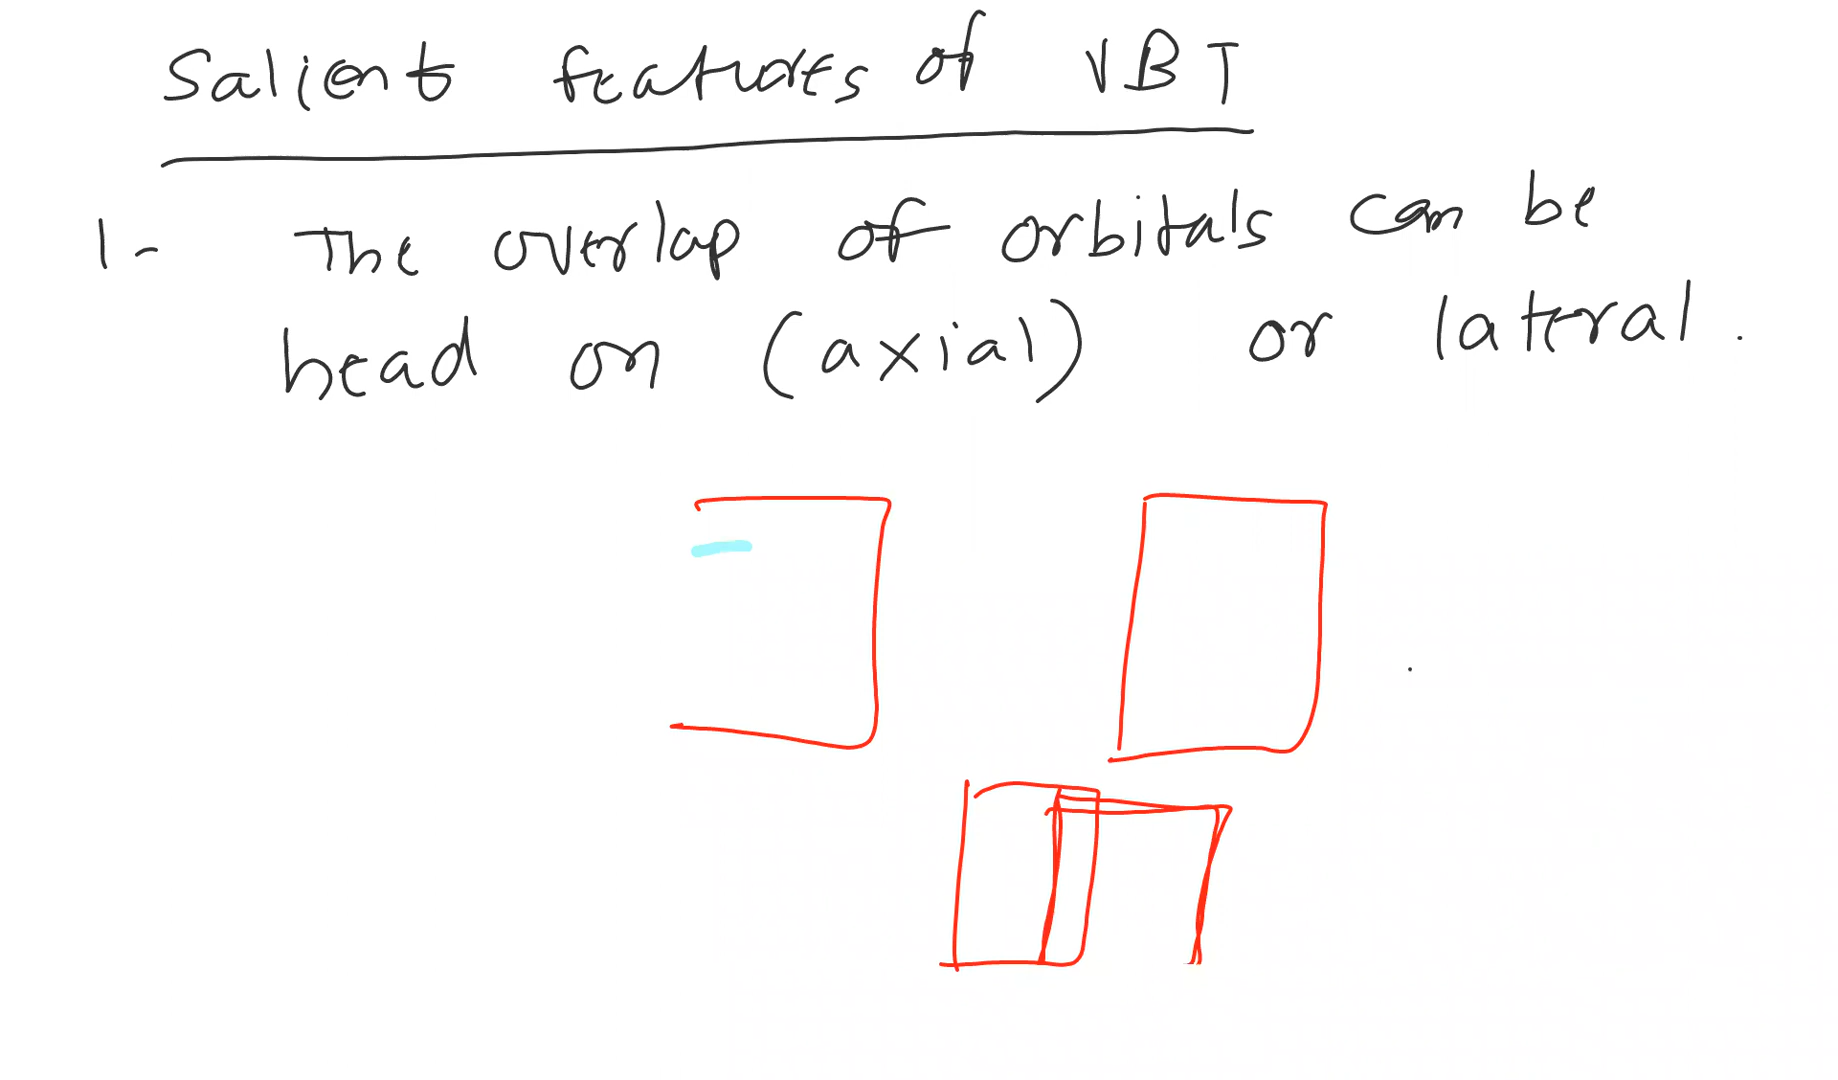 Salient features of VBT
1- The overlap of orbitals can be
head on (axial) or lateral.